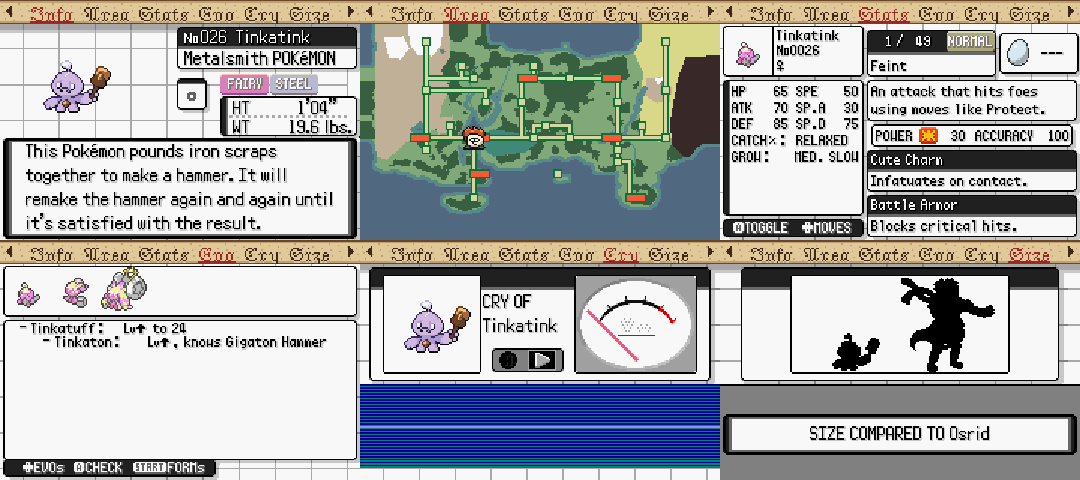 Info Area Stats Evo Cry Size
№026 Tinkatink
Metalsmith POKéMON
FAIRY STEEL
HT 1'04"
WT 19.6 lbs.
This Pokémon pounds iron scraps
together to make a hammer. It will
remake the hammer again and again until
it's satisfied with the result.
Info Area Stats Evo Cry Size
Info Area Stats Evo Cry Size
Tinkatink
№0026
♀
1/ 49 NORMAL
Feint
---
HP 65 SPE 50
ATK 70 SP.A 30
DEF 85 SP.D 75
CATCH%: RELAXED
GROW: MED. SLOW
An attack that hits foes
using moves like Protect.
POWER 30 ACCURACY 100
Cute Charm
Infatuates on contact.
Battle Armor
Blocks critical hits.
TOGGLE MOVES
Info Area Stats Evo Cry Size
- Tinkatuff: Lv↑ to 24
- Tinkaton: Lv↑, knows Gigaton Hammer
EVOs CHECK START FORMs
Info Area Stats Evo Cry Size
CRY OF
Tinkatink
Info Area Stats Evo Cry Size
SIZE COMPARED TO Osrid